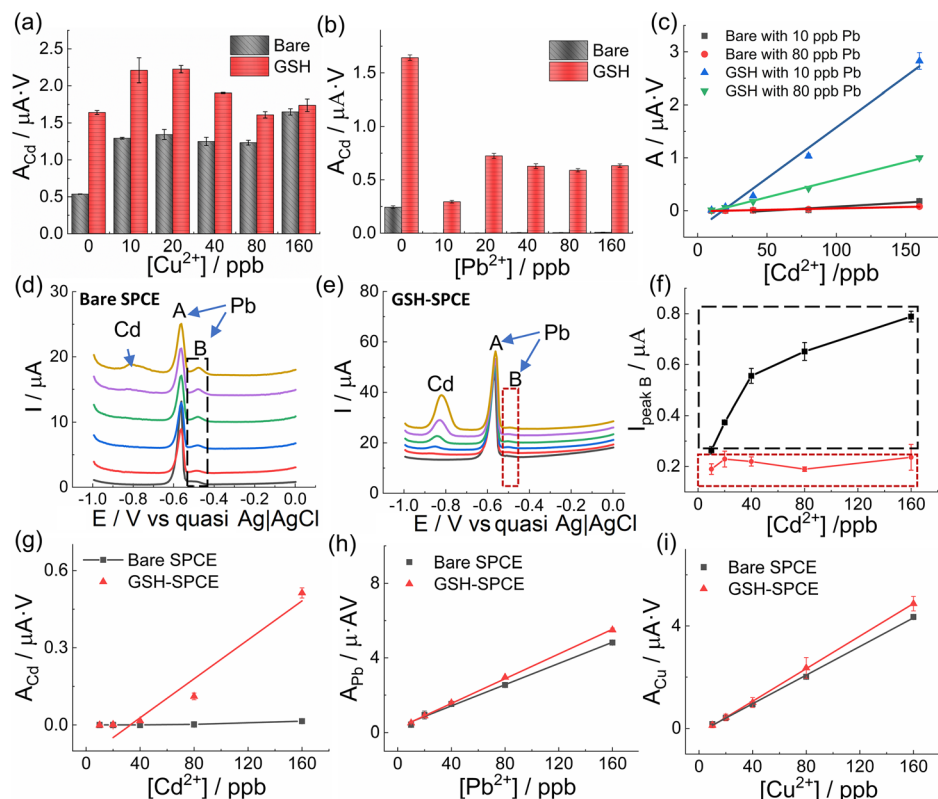 (a)
Bare
GSH
A_Cd / μA·V
2.5
2.0
1.5
1.0
0.5
0.0
0 10 20 40 80 160
[Cu²⁺] / ppb
(b)
Bare
GSH
A_Cd / μA·V
1.5
1.0
0.5
0.0
0 10 20 40 80 160
[Pb²⁺] / ppb
(c)
Bare with 10 ppb Pb
Bare with 80 ppb Pb
GSH with 10 ppb Pb
GSH with 80 ppb Pb
A / μA·V
3
2
1
0
0 40 80 120 160
[Cd²⁺] /ppb
(d)
Bare SPCE
A
Pb
Cd
B
I / μA
30
20
10
0
-1.0 -0.8 -0.6 -0.4 -0.2 0.0
E / V vs quasi Ag|AgCl
(e)
GSH-SPCE
A
Pb
B
Cd
I / μA
80
60
40
20
0
-1.0 -0.8 -0.6 -0.4 -0.2 0.0
E / V vs quasi Ag|AgCl
(f)
I_peak B / μA
0.8
0.6
0.4
0.2
0 40 80 120 160
[Cd²⁺] /ppb
(g)
Bare SPCE
GSH-SPCE
A_Cd / μA·V
0.6
0.3
0.0
0 40 80 120 160
[Cd²⁺] / ppb
(h)
Bare SPCE
GSH-SPCE
A_Pb / μ·AV
8
4
0
0 40 80 120 160
[Pb²⁺] / ppb
(i)
Bare SPCE
GSH-SPCE
A_Cu / μA·V
6
4
2
0
0 40 80 120 160
[Cu²⁺] / ppb